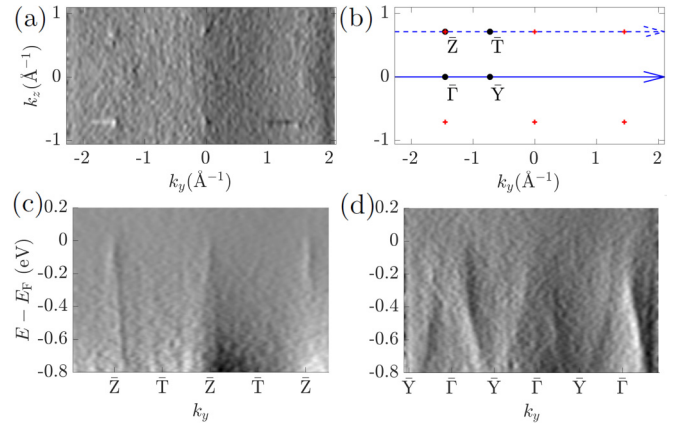 (a)
k_z(Å⁻¹)
1
0
-1
-2 -1 0 1 2
k_y(Å⁻¹)
(b)
1
0
-1
Z̄ T̄
Γ̄ Ȳ
-2 -1 0 1 2
k_y(Å⁻¹)
(c)
E − E_F (eV)
0.2
0
-0.2
-0.4
-0.6
-0.8
Z̄ T̄ Z̄ T̄ Z̄
k_y
(d)
0.2
0
-0.2
-0.4
-0.6
-0.8
Ȳ Γ̄ Ȳ Γ̄ Ȳ Γ̄
k_y